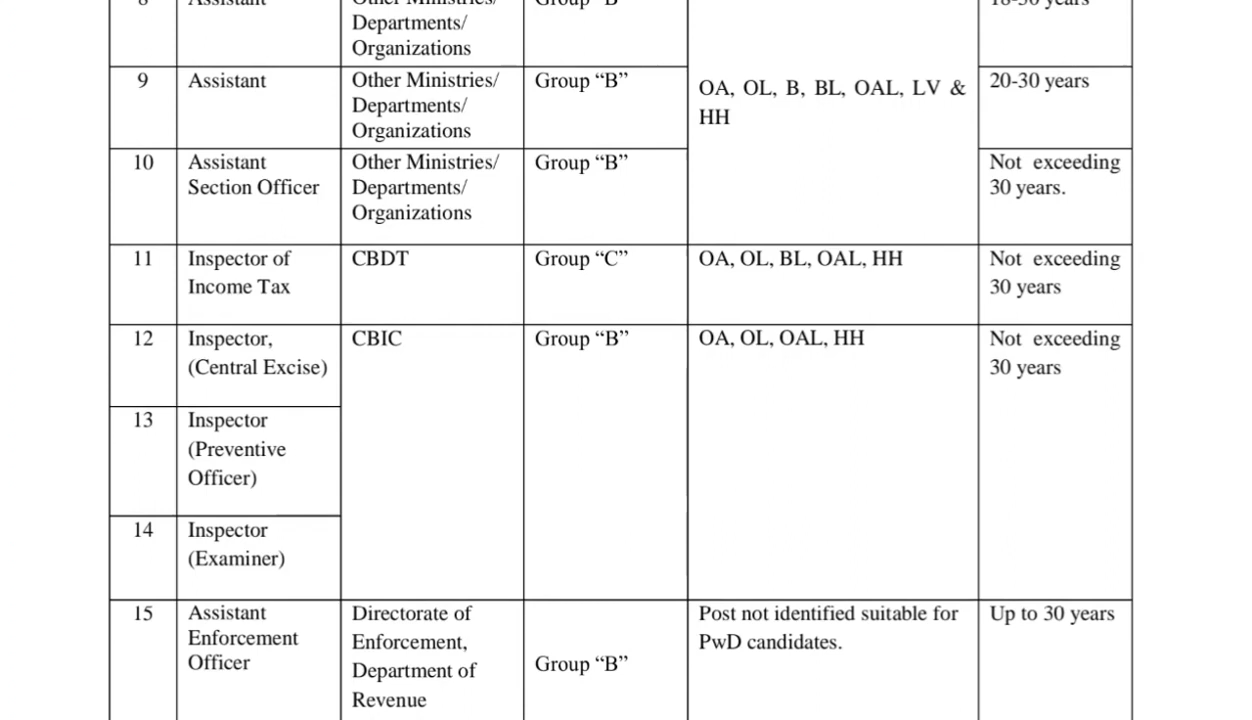 8 Assistant Other Ministries/ Group “B” 18-30 years
Departments/
Organizations
9 Assistant Other Ministries/ Group “B” OA, OL, B, BL, OAL, LV & 20-30 years
Departments/ HH
Organizations
10 Assistant Other Ministries/ Group “B” Not exceeding
Section Officer Departments/ 30 years.
Organizations
11 Inspector of CBDT Group “C” OA, OL, BL, OAL, HH Not exceeding
Income Tax 30 years
12 Inspector, CBIC Group “B” OA, OL, OAL, HH Not exceeding
(Central Excise) 30 years
13 Inspector
(Preventive
Officer)
14 Inspector
(Examiner)
15 Assistant Directorate of Post not identified suitable for Up to 30 years
Enforcement Enforcement, PwD candidates.
Officer Department of Group “B”
Revenue